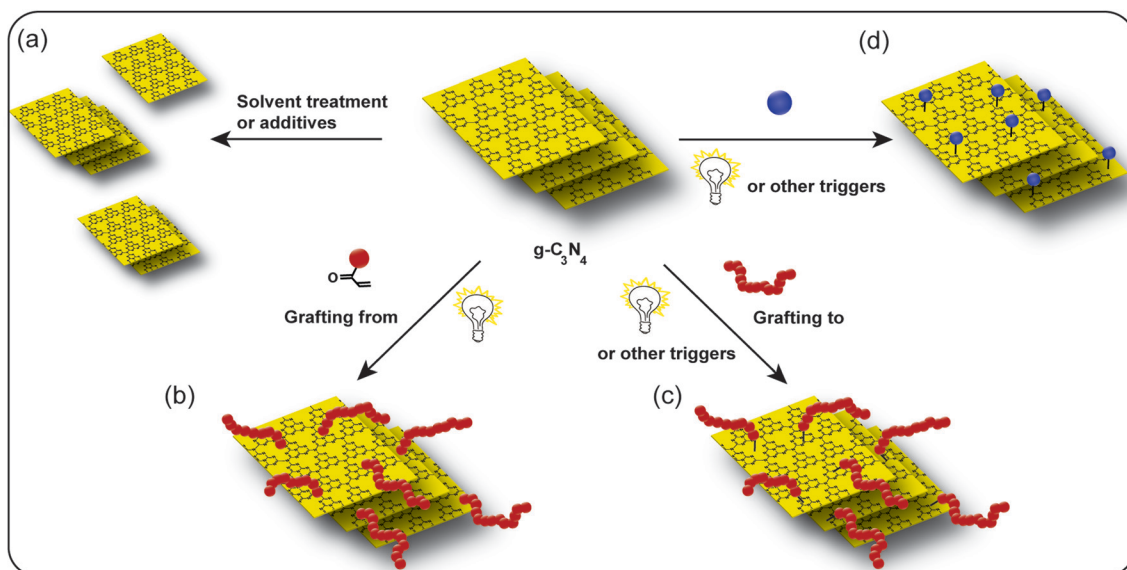 (a)
(d)
Solvent treatment
or additives
or other triggers
g-C3N4
O
Grafting from
Grafting to
or other triggers
(b)
(c)